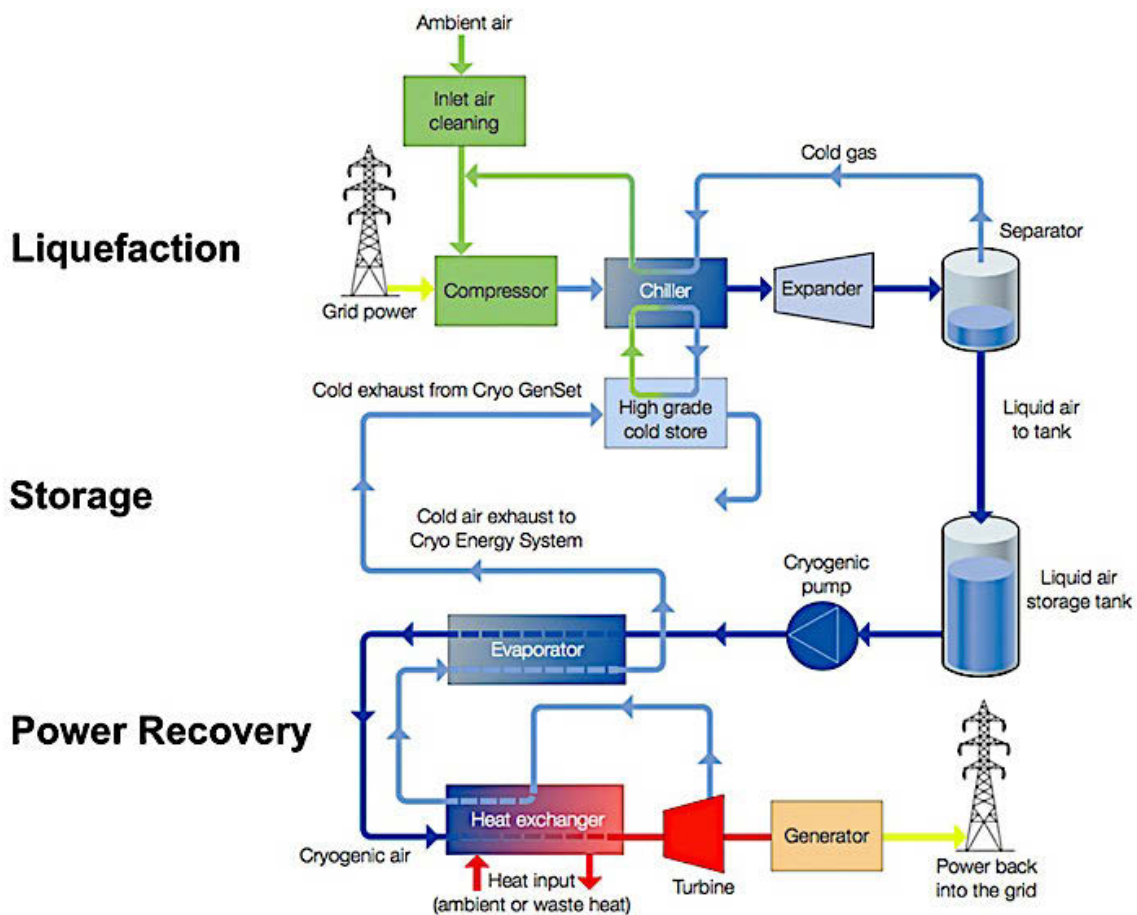 Ambient air
Inlet air
cleaning
Cold gas
Liquefaction
Separator
Compressor
Chiller
Expander
Grid power
Cold exhaust from Cryo GenSet
High grade
cold store
Liquid air
to tank
Storage
Cold air exhaust to
Cryo Energy System
Cryogenic
pump
Liquid air
storage tank
Evaporator
Power Recovery
Heat exchanger
Generator
Cryogenic air
Heat input
(ambient or waste heat)
Turbine
Power back
into the grid